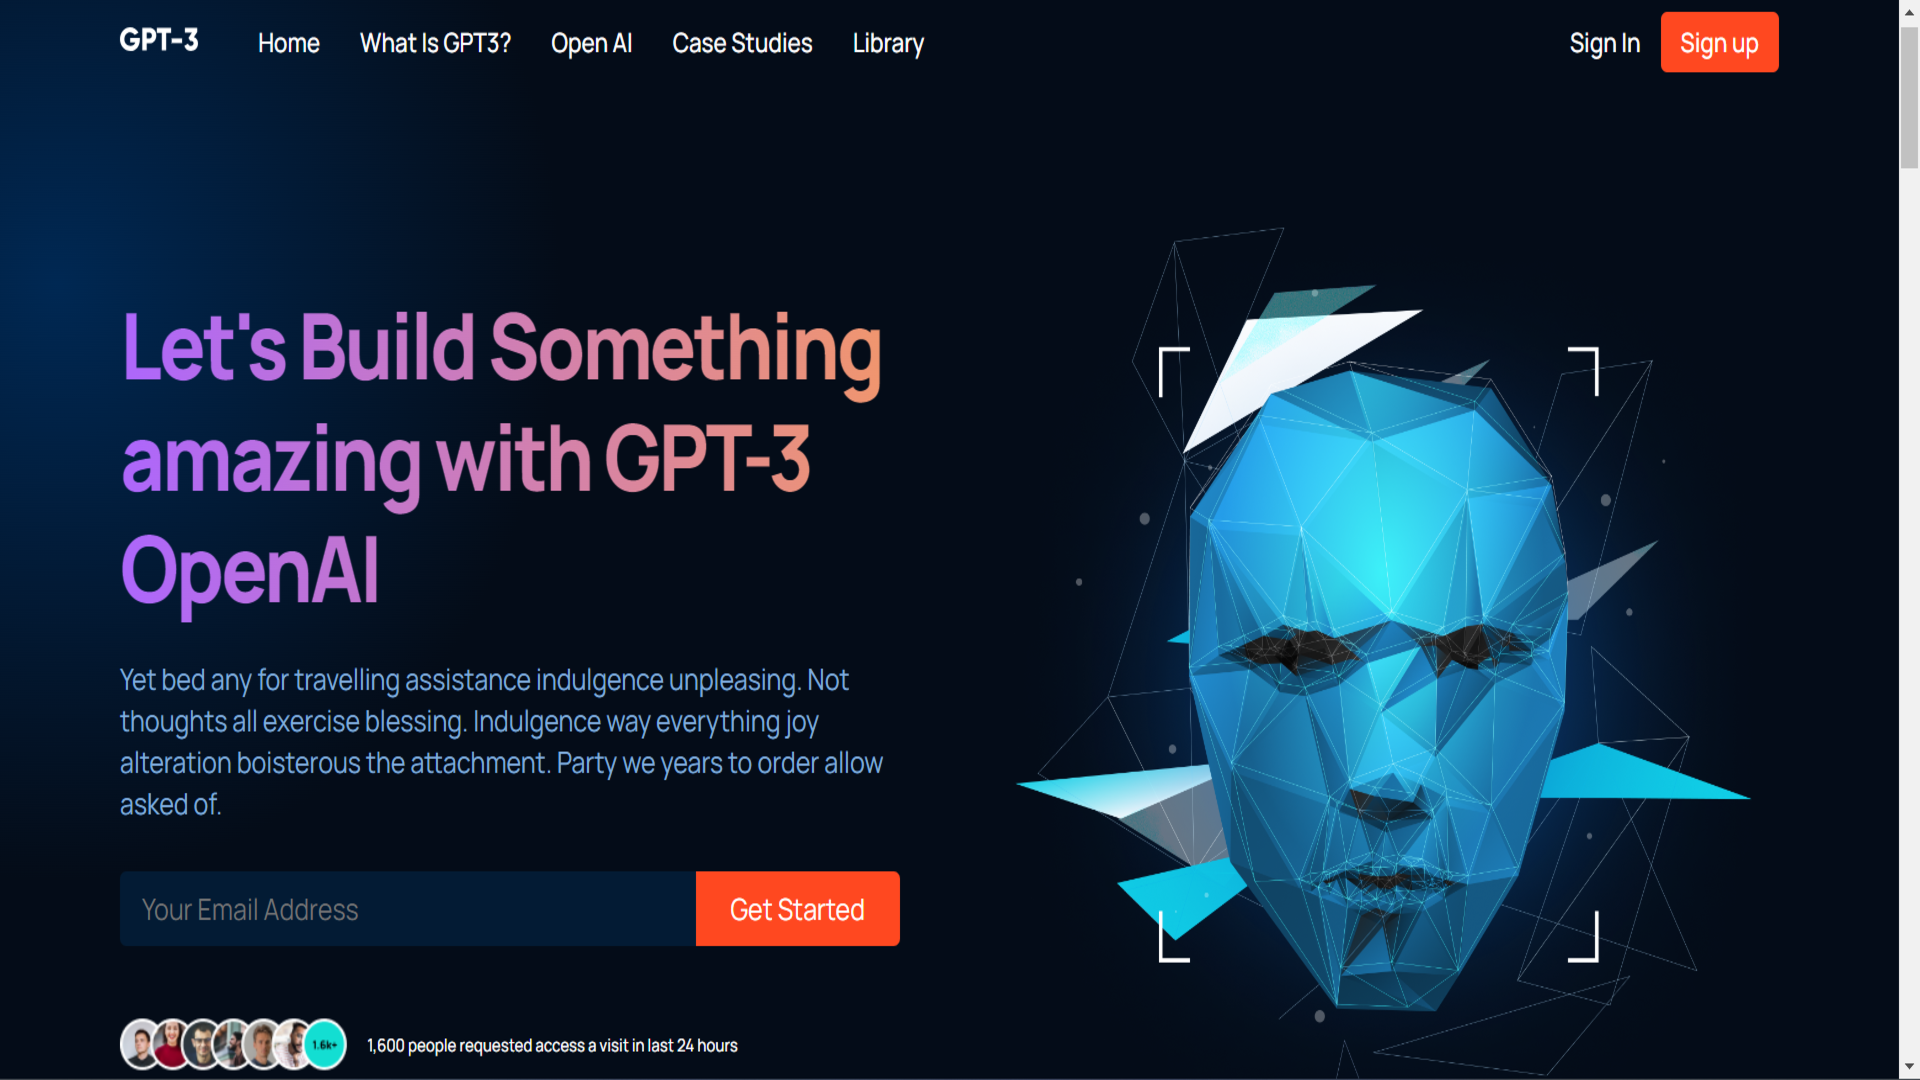 GPT-3
Home
What Is GPT3?
Open AI
Case Studies
Library
Sign In
Sign up
Let's Build Something
amazing with GPT-3
OpenAI
Yet bed any for travelling assistance indulgence unpleasing. Not
thoughts all exercise blessing. Indulgence way everything joy
alteration boisterous the attachment. Party we years to order allow
asked of.
Your Email Address
Get Started
1.6k+
1,600 people requested access a visit in last 24 hours